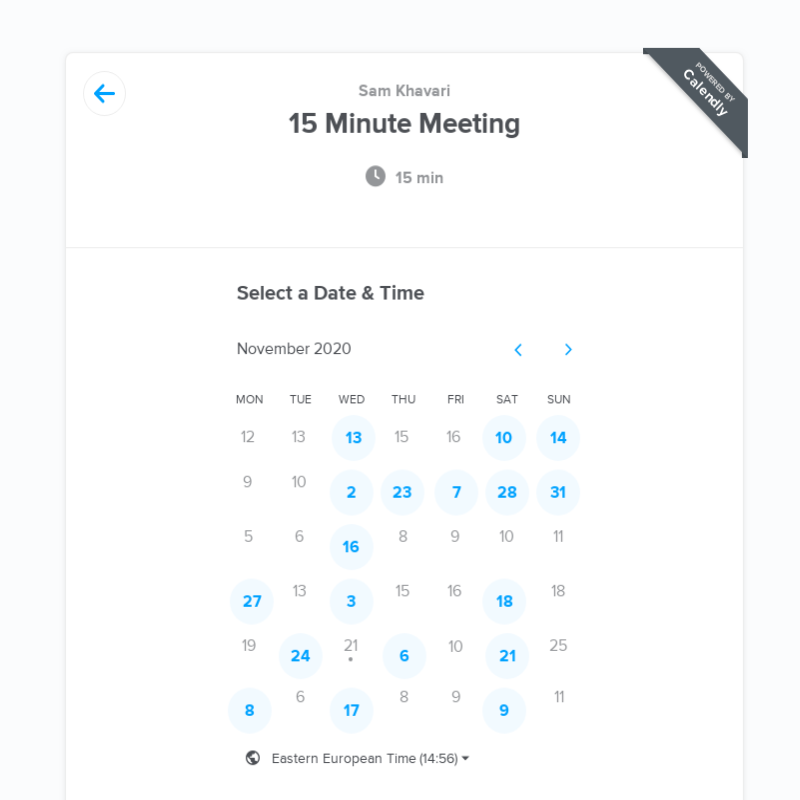 POWERED BY
Calendly
Sam Khavari
15 Minute Meeting
15 min
Select a Date & Time
November 2020
MON TUE WED THU FRI SAT SUN
12 13 13 15 16 10 14
9 10 2 23 7 28 31
5 6 16 8 9 10 11
27 13 3 15 16 18 18
19 24 21 6 10 21 25
8 6 17 8 9 9 11
Eastern European Time (14:56)